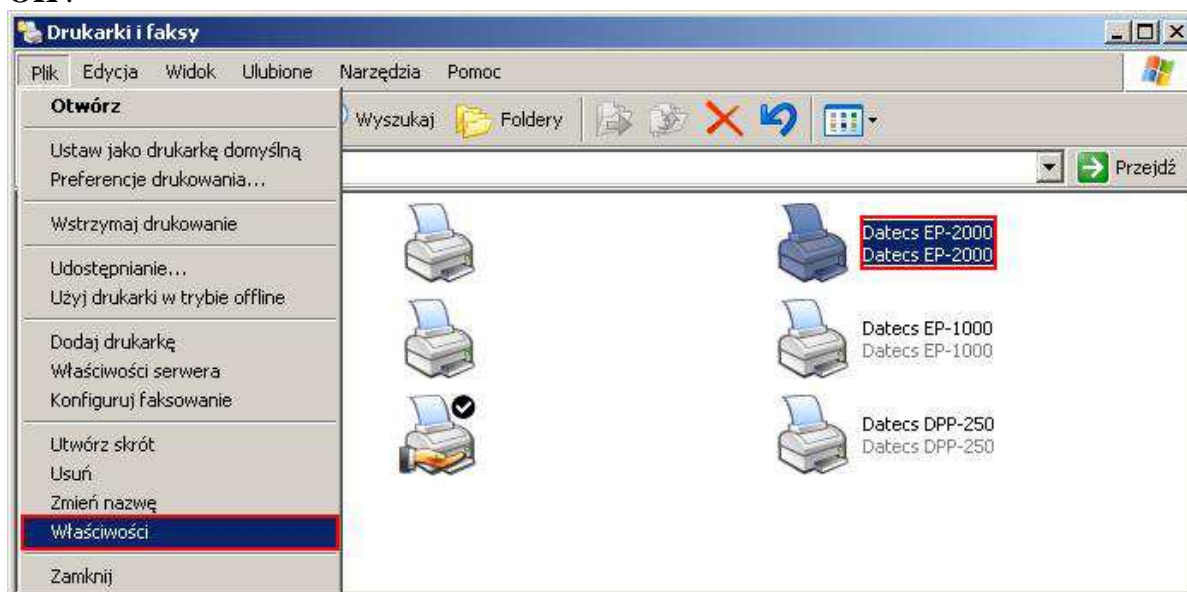 Drukarki i faksy
Plik Edycja Widok Ulubione Narzędzia Pomoc
Otwórz
Ustaw jako drukarkę domyślną
Preferencje drukowania...
Wstrzymaj drukowanie
Udostępnianie...
Użyj drukarki w trybie offline
Dodaj drukarkę
Właściwości serwera
Konfiguruj faksowanie
Utwórz skrót
Usuń
Zmień nazwę
Właściwości
Zamknij
Wyszukaj Foldery
Przejdź
Datecs EP-2000
Datecs EP-2000
Datecs EP-1000
Datecs EP-1000
Datecs DPP-250
Datecs DPP-250